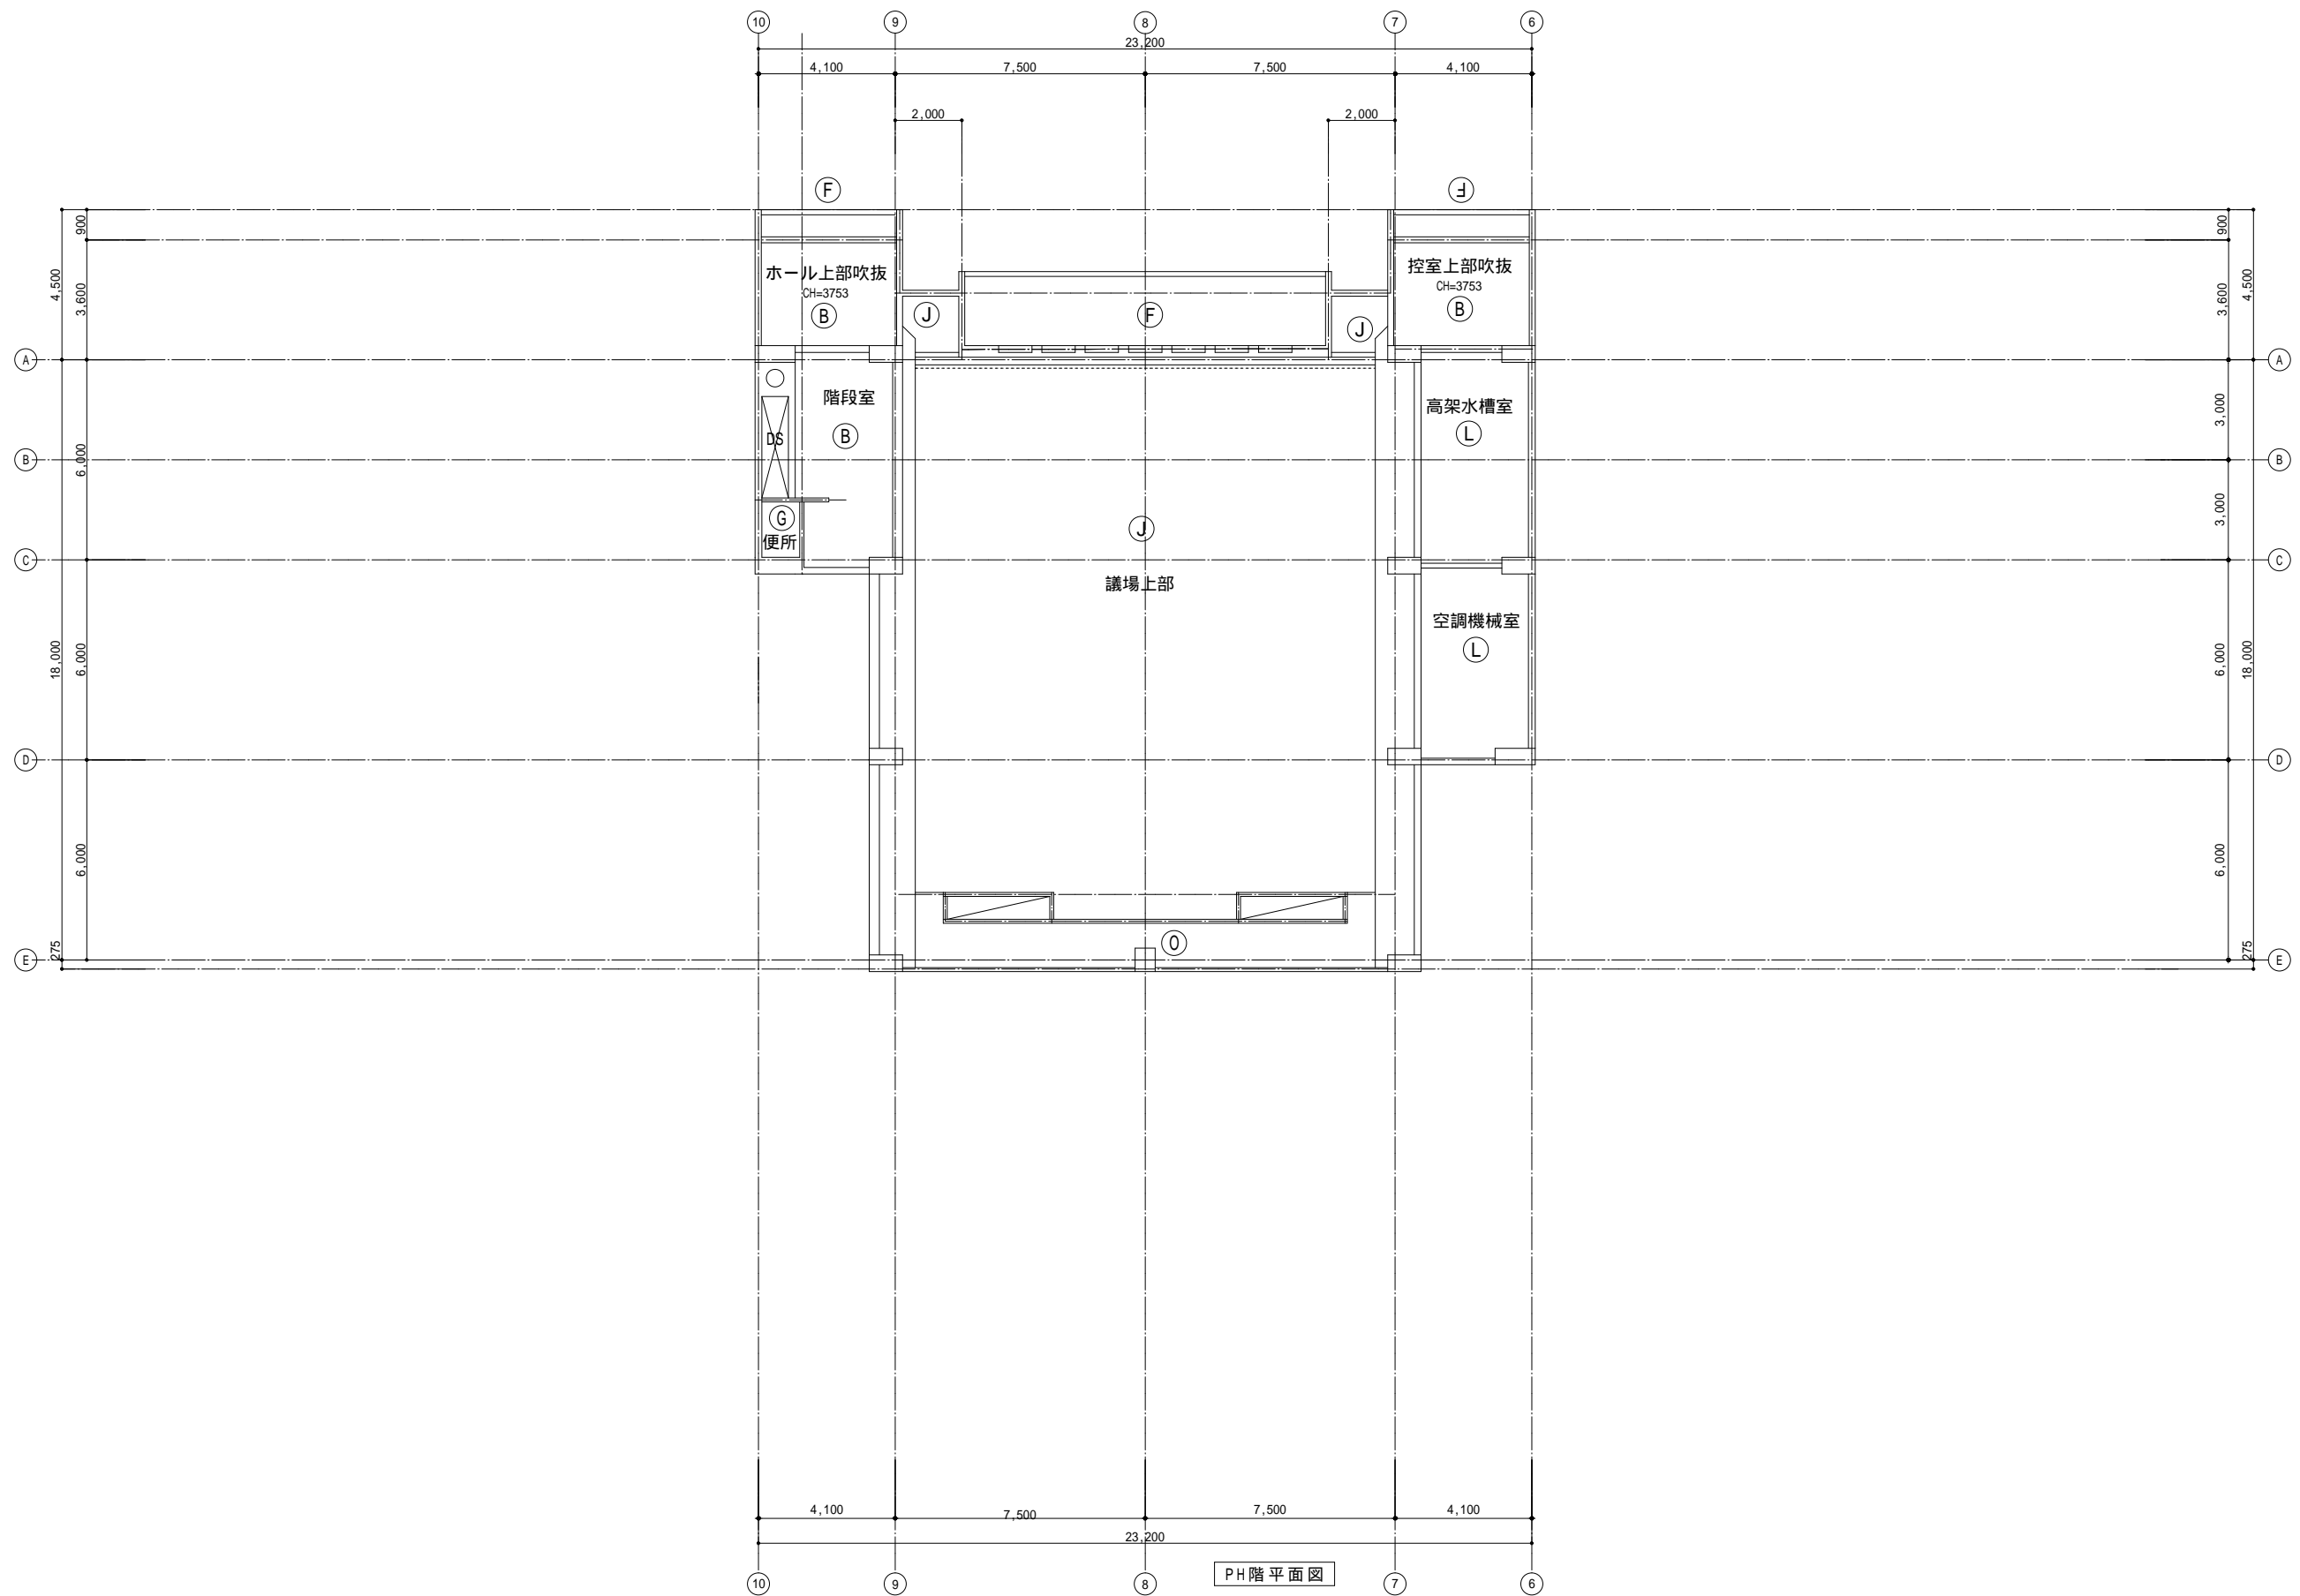 10 9 8 7 6
23,200
4,100 7,500 7,500 4,100
2,000 2,000
F F
900 900
ホール上部吹抜 控室上部吹抜
CH=3753 CH=3753
4,500 3,600 3,600 4,500
B J F J B
A A
階段室 高架水槽室
3,000
DS B L
6,000
B B
G J 3,000
便所
C C
議場上部
空調機械室
L
18,000 6,000 6,000 18,000
D D
6,000 6,000
O
275 275
E E
4,100 7,500 7,500 4,100
23,200
PH階平面図
10 9 8 7 6